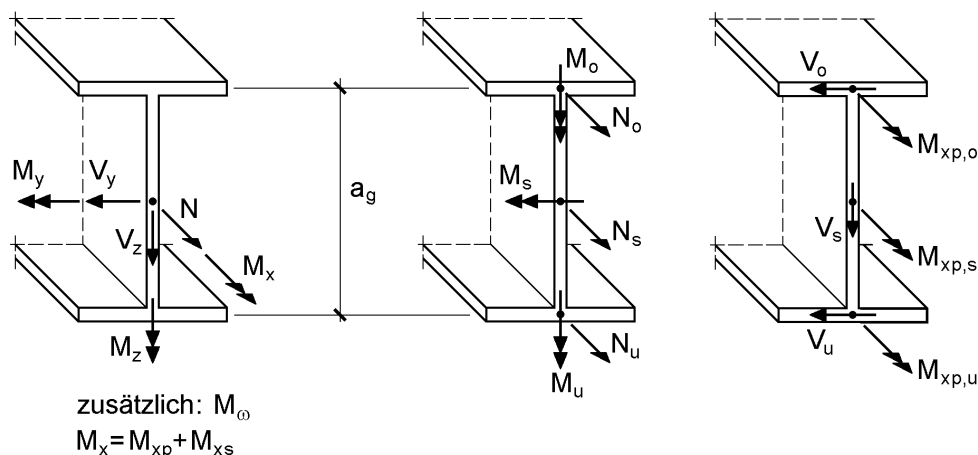 M_y
V_y
N
V_z
M_x
M_z
zusätzlich: M_ω
M_x=M_xp+M_xs
a_g
M_o
N_o
M_s
N_s
N_u
M_u
V_o
M_xp,o
V_s
M_xp,s
V_u
M_xp,u